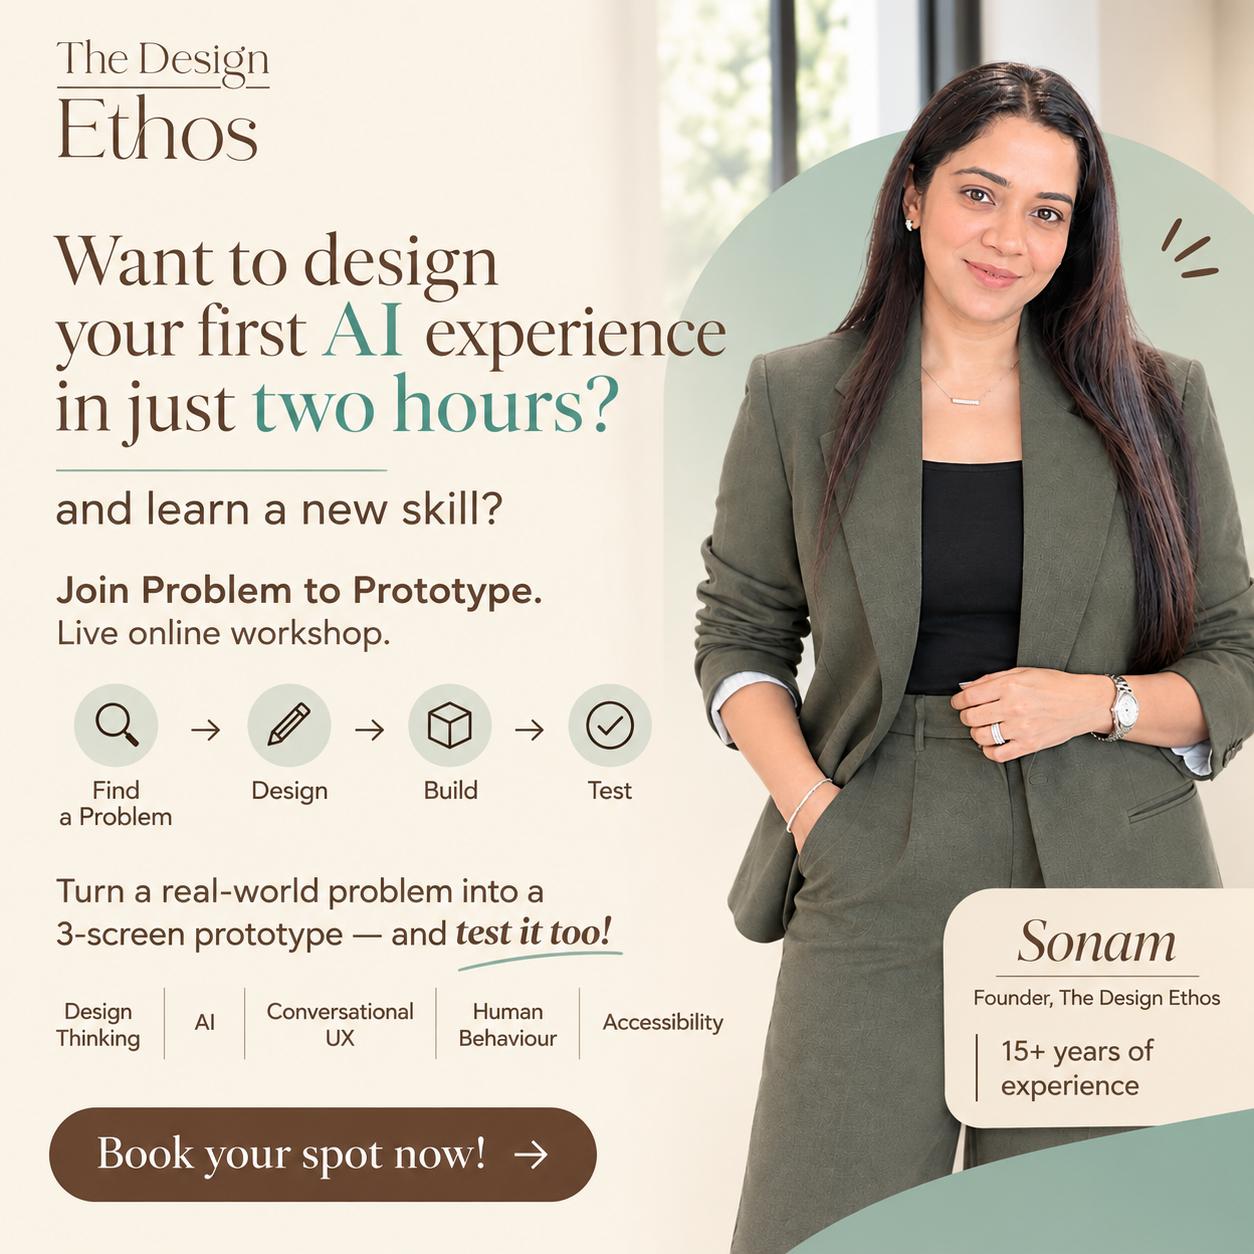 The Design
Ethos
Want to design
your first AI experience
in just two hours?
and learn a new skill?
Join Problem to Prototype.
Live online workshop.
Find
a Problem
Design
Build
Test
Turn a real-world problem into a
3-screen prototype — and test it too!
Design
Thinking
AI
Conversational
UX
Human
Behaviour
Accessibility
Book your spot now!
Sonam
Founder, The Design Ethos
15+ years of
experience